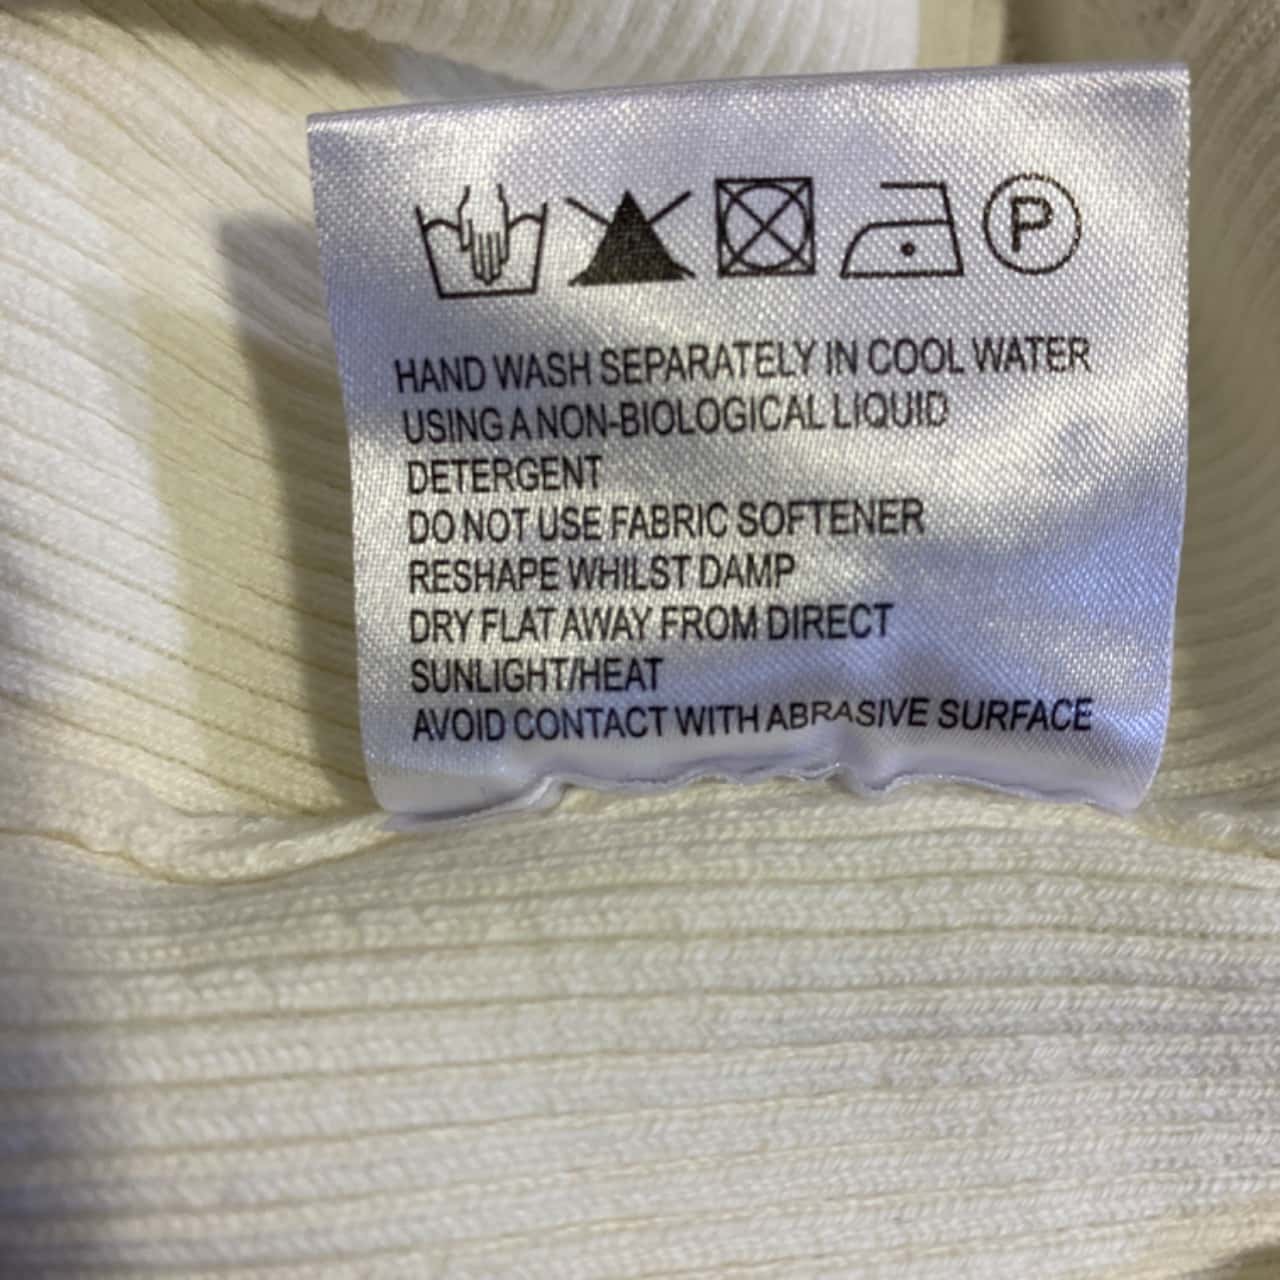 P
HAND WASH SEPARATELY IN COOL WATER
USING A NON-BIOLOGICAL LIQUID
DETERGENT
DO NOT USE FABRIC SOFTENER
RESHAPE WHILST DAMP
DRY FLAT AWAY FROM DIRECT
SUNLIGHT/HEAT
AVOID CONTACT WITH ABRASIVE SURFACE